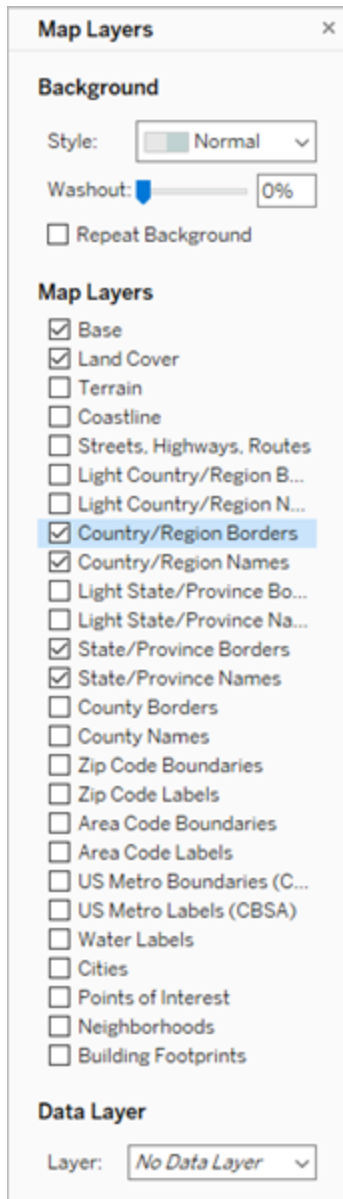 Map Layers
Background
Style: Normal
Washout: 0%
Repeat Background
Map Layers
Base
Land Cover
Terrain
Coastline
Streets, Highways, Routes
Light Country/Region B...
Light Country/Region N...
Country/Region Borders
Country/Region Names
Light State/Province Bo...
Light State/Province Na...
State/Province Borders
State/Province Names
County Borders
County Names
Zip Code Boundaries
Zip Code Labels
Area Code Boundaries
Area Code Labels
US Metro Boundaries (C...
US Metro Labels (CBSA)
Water Labels
Cities
Points of Interest
Neighborhoods
Building Footprints
Data Layer
Layer: No Data Layer